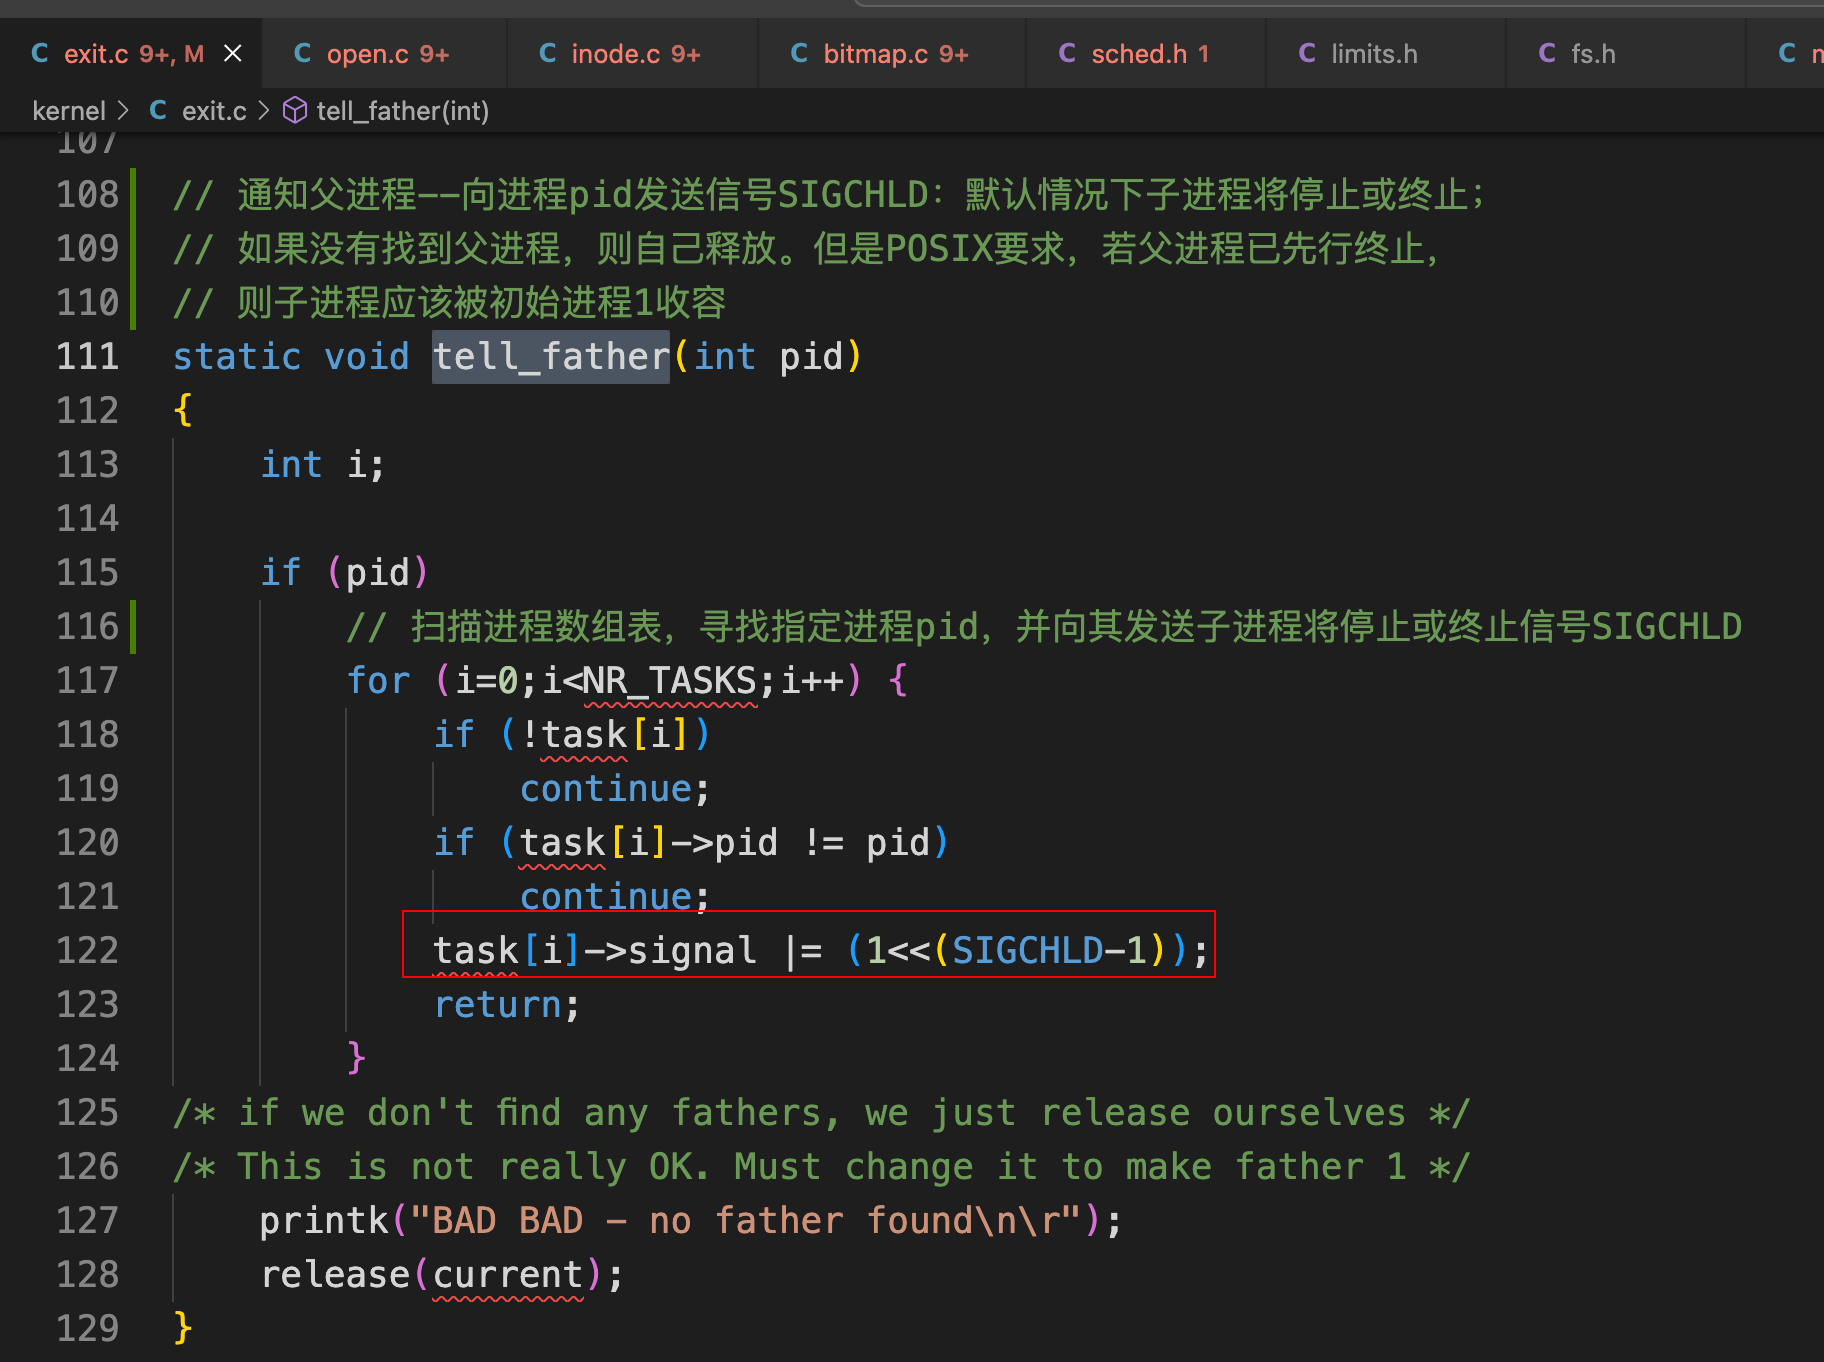 C exit.c 9+, M × C open.c 9+ C inode.c 9+ C bitmap.c 9+ C sched.h 1 C limits.h C fs.h C
kernel > C exit.c > tell_father(int)
107
108 // 通知父进程--向进程pid发送信号SIGCHLD：默认情况下子进程将停止或终止；
109 // 如果没有找到父进程，则自己释放。但是POSIX要求，若父进程已先行终止，
110 // 则子进程应该被初始进程1收容
111 static void tell_father(int pid)
112 {
113     int i;
114
115     if (pid)
116         // 扫描进程数组表，寻找指定进程pid，并向其发送子进程将停止或终止信号SIGCHLD
117         for (i=0;i<NR_TASKS;i++) {
118             if (!task[i])
119                 continue;
120             if (task[i]->pid != pid)
121                 continue;
122             task[i]->signal |= (1<<(SIGCHLD-1));
123             return;
124         }
125 /* if we don't find any fathers, we just release ourselves */
126 /* This is not really OK. Must change it to make father 1 */
127     printk("BAD BAD - no father found\n\r");
128     release(current);
129 }